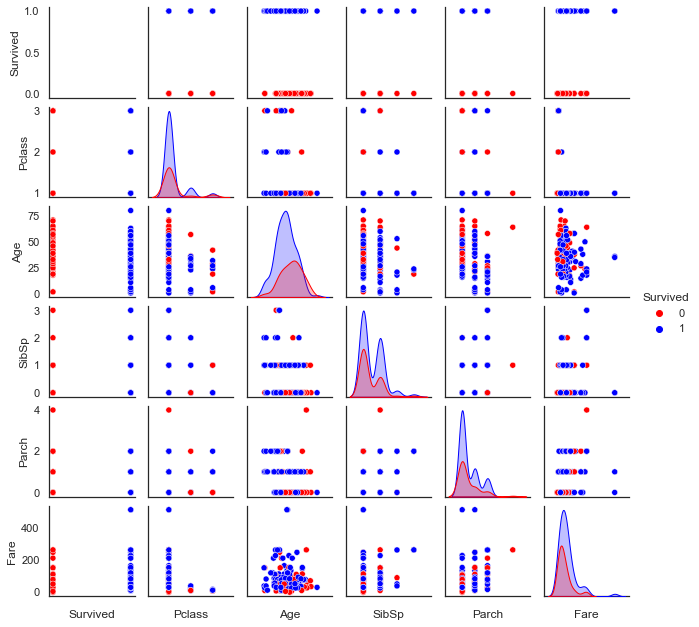 1.0
0.5
0.0
Survived
3
2
1
Pclass
75
50
25
0
Age
3
2
1
0
SibSp
4
2
0
Parch
400
200
0
Fare
Survived
Pclass
Age
SibSp
Parch
Fare
Survived
0
1